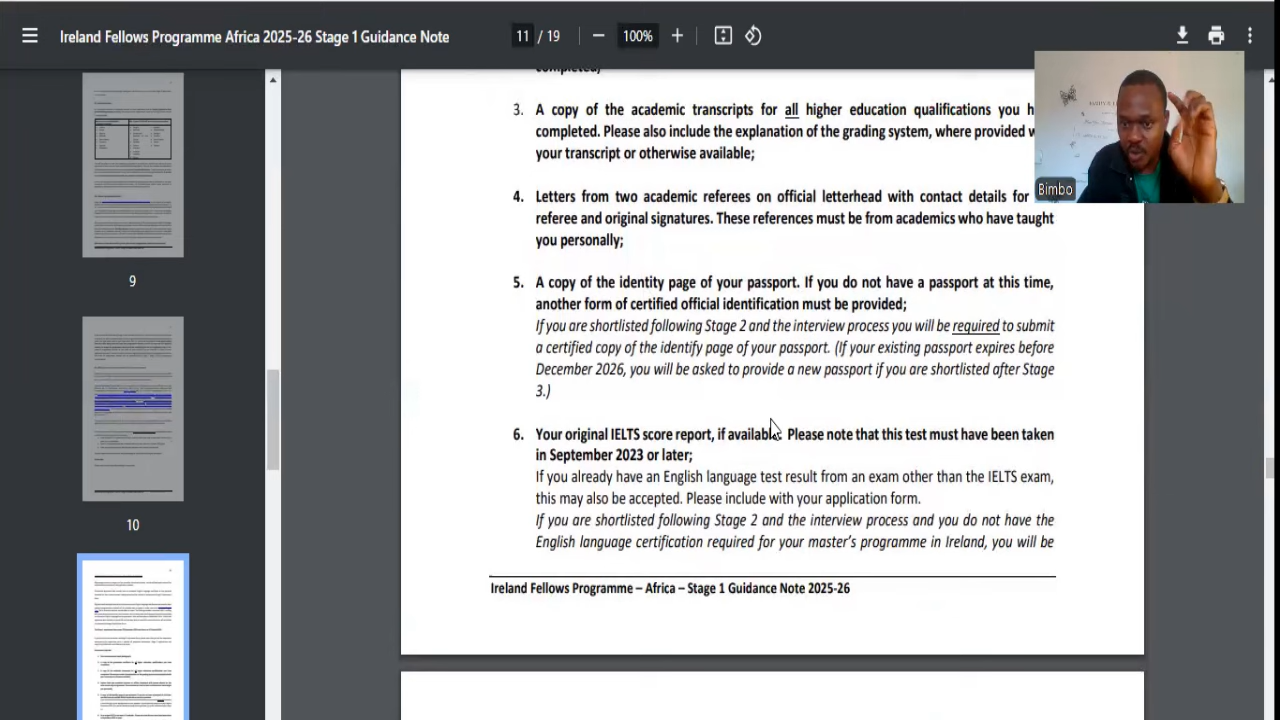 Ireland Fellows Programme Africa 2025-26 Stage 1 Guidance Note
11 / 19
100%
completed;
3. A copy of the academic transcripts for all higher education qualifications you
completed. Please also include the explanation of the grading system, where provided
your transcript or otherwise available;
4. Letters from two academic referees on official letterhead with contact details for
referee and original signatures. These references must be from academics who have taught
you personally;
5. A copy of the identity page of your passport. If you do not have a passport at this time,
another form of certified official identification must be provided;
If you are shortlisted following Stage 2 and the interview process you will be required to submit
a certified copy of the identify page of your passport. (If your existing passport expires before
December 2026, you will be asked to provide a new passport if you are shortlisted after Stage
3.)
6. Your original IELTS score report, if available. Please note that this test must have been taken
in September 2023 or later;
If you already have an English language test result from an exam other than the IELTS exam,
this may also be accepted. Please include with your application form.
If you are shortlisted following Stage 2 and the interview process and you do not have the
English language certification required for your master's programme in Ireland, you will be
Ireland Fellows Programme – Africa – Stage 1 Guidance Note 2025-26
9
10
Bimbo